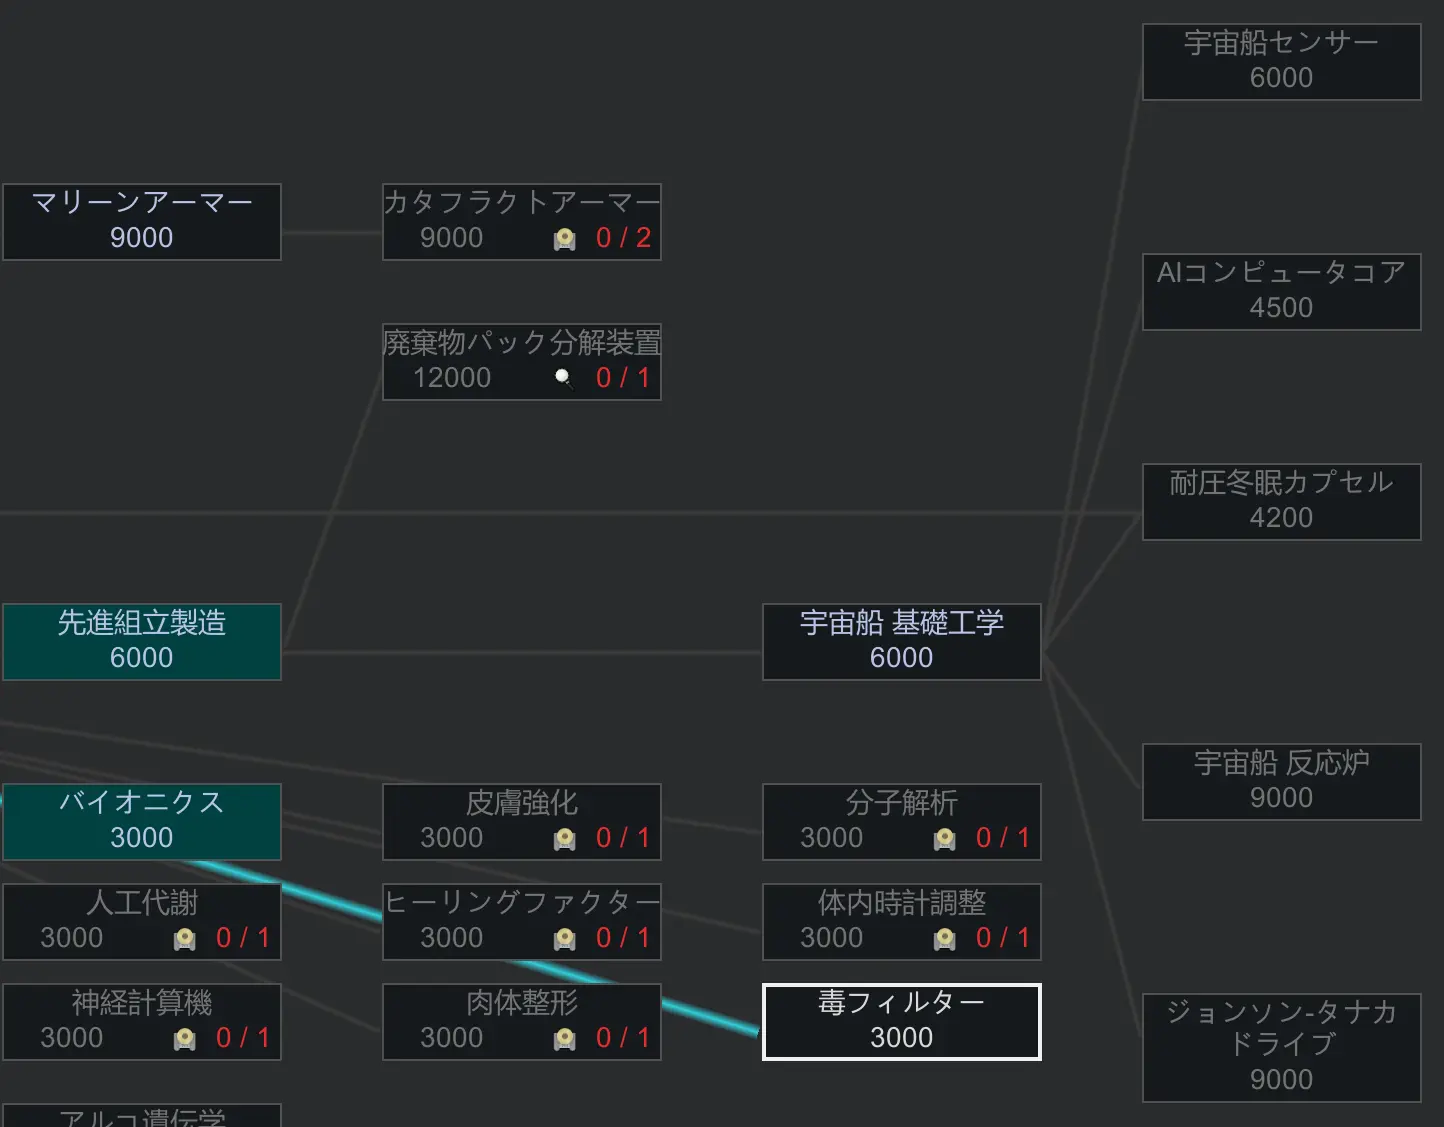 宇宙船センサー
6000
マリーンアーマー
9000
カタフラクトアーマー
9000 0 / 2
AIコンピュータコア
4500
廃棄物パック分解装置
12000 0 / 1
耐圧冬眠カプセル
4200
先進組立製造
6000
宇宙船 基礎工学
6000
宇宙船 反応炉
9000
バイオニクス
3000
皮膚強化
3000 0 / 1
分子解析
3000 0 / 1
人工代謝
3000 0 / 1
ヒーリングファクター
3000 0 / 1
体内時計調整
3000 0 / 1
神経計算機
3000 0 / 1
肉体整形
3000 0 / 1
毒フィルター
3000
ジョンソン-タナカ
ドライブ
9000
アルコ遺伝学